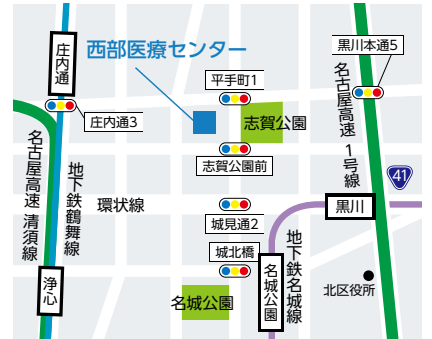 庄内通
西部医療センター
黒川本通5
平手町1
庄内通3
志賀公園
名古屋高速 1号線
志賀公園前
41
名古屋高速 清須線
地下鉄鶴舞線
環状線
城見通2
黒川
城北橋
地下鉄名城線
浄心
名城公園
名城公園
北区役所